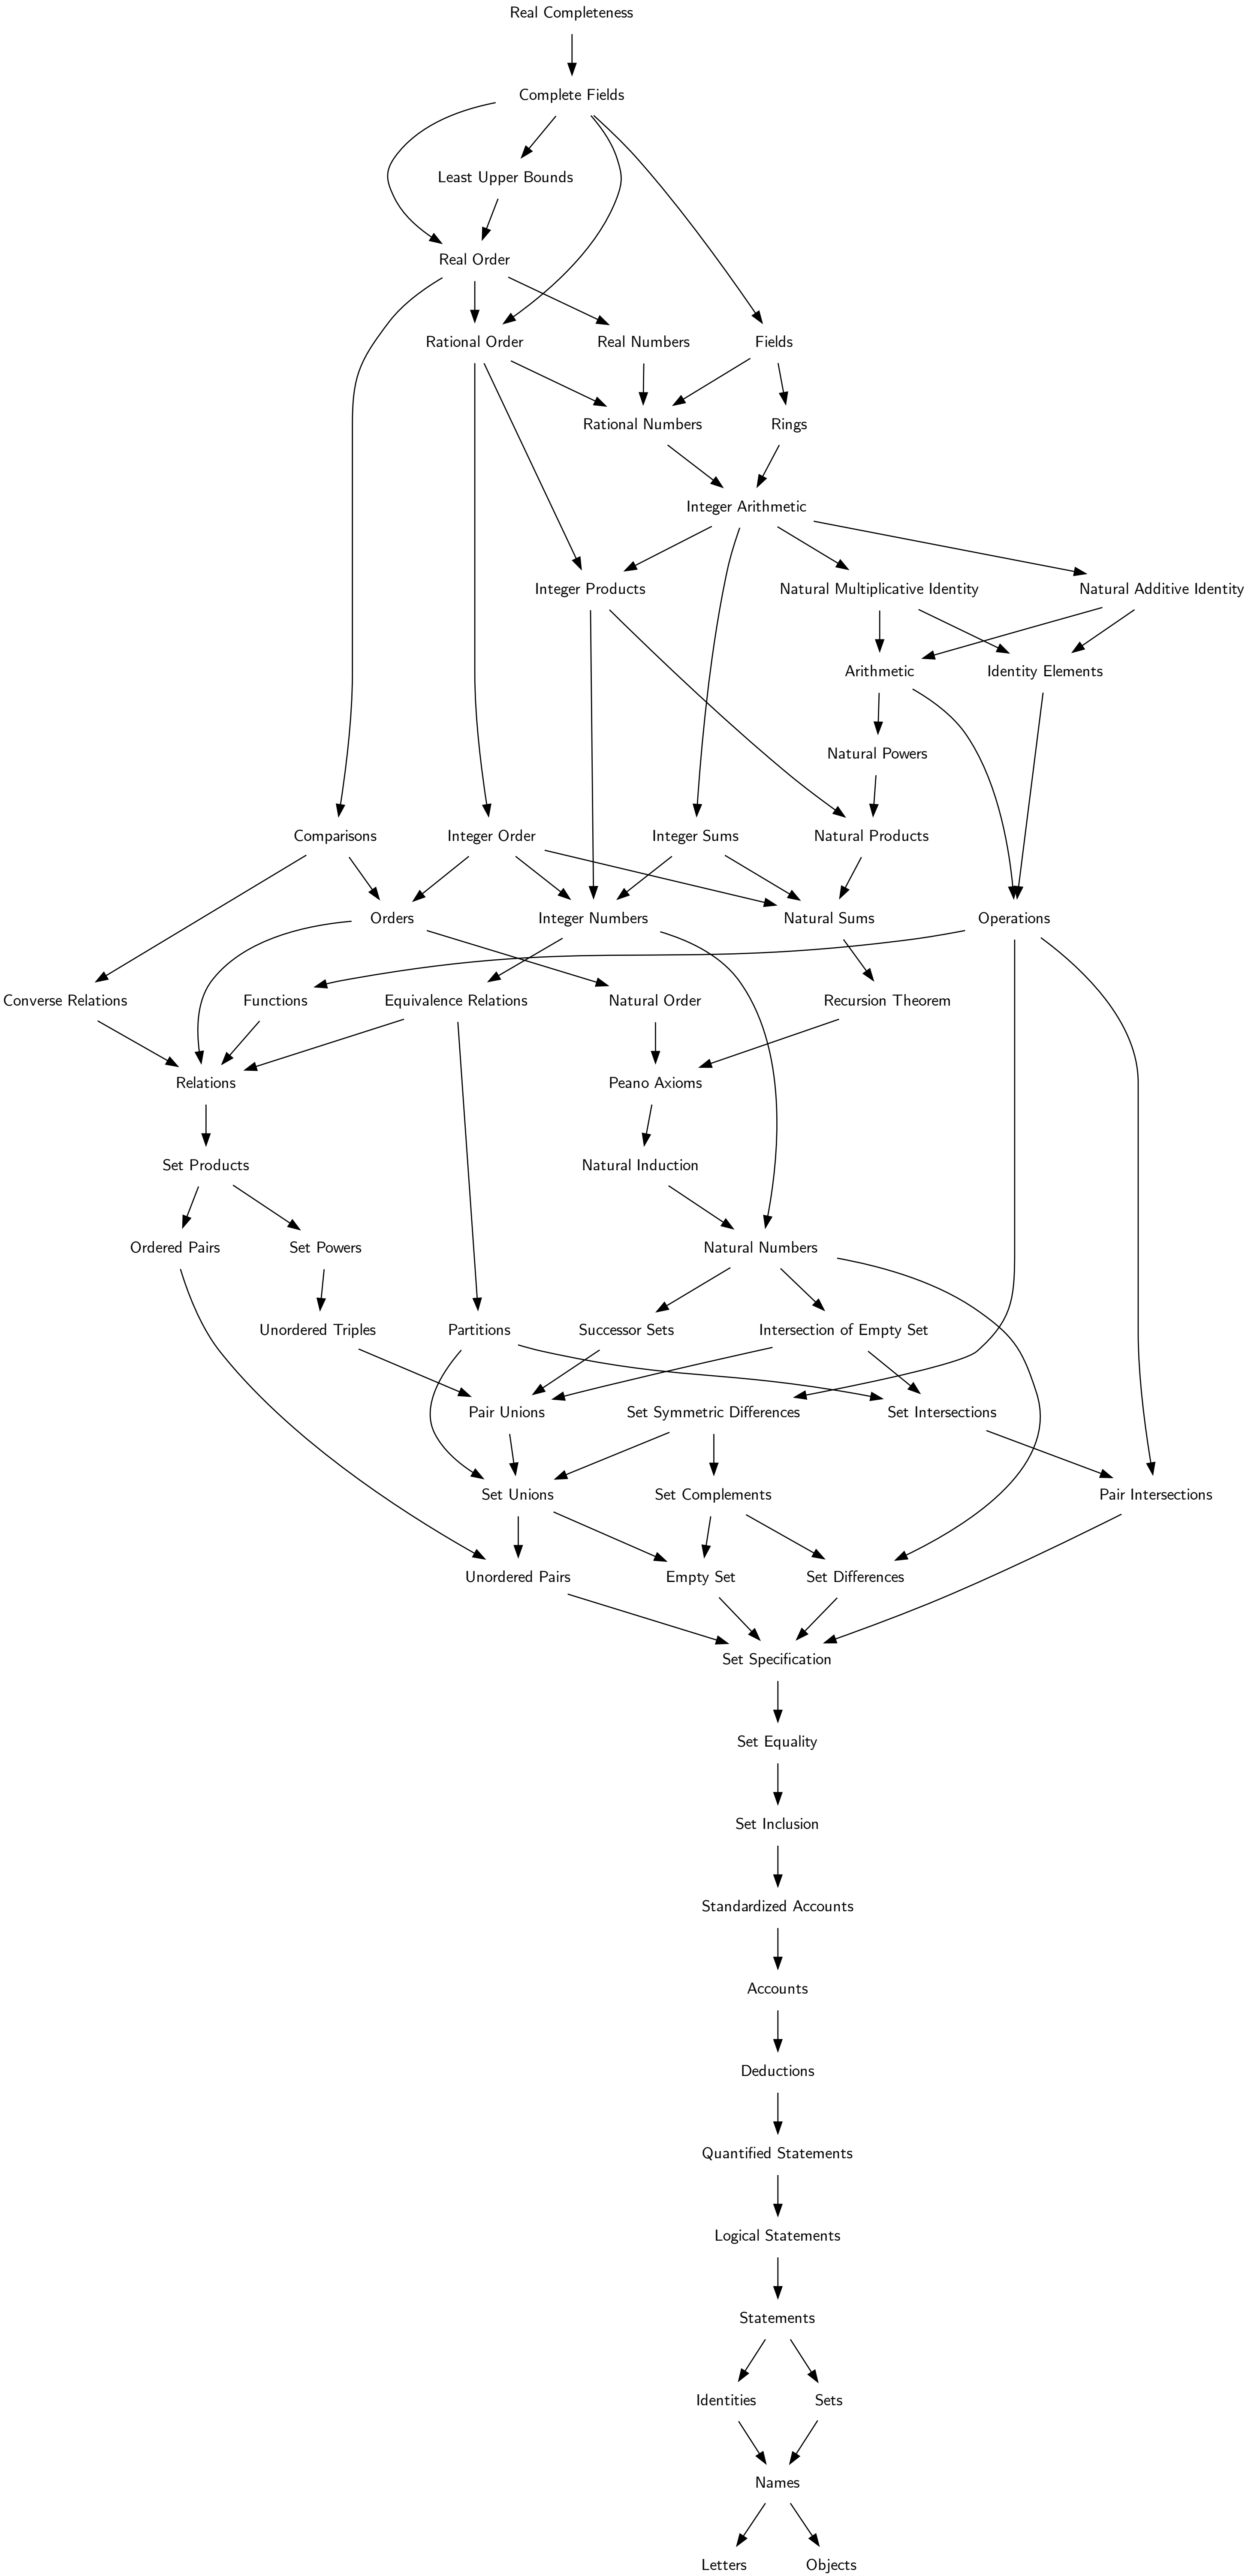 Real Completeness
Complete Fields
Least Upper Bounds
Real Order
Rational Order
Real Numbers
Fields
Rational Numbers
Rings
Integer Arithmetic
Integer Products
Natural Multiplicative Identity
Natural Additive Identity
Arithmetic
Identity Elements
Natural Powers
Comparisons
Integer Order
Integer Sums
Natural Products
Orders
Integer Numbers
Natural Sums
Operations
Converse Relations
Functions
Equivalence Relations
Natural Order
Recursion Theorem
Relations
Peano Axioms
Set Products
Natural Induction
Ordered Pairs
Set Powers
Natural Numbers
Unordered Triples
Partitions
Successor Sets
Intersection of Empty Set
Pair Unions
Set Symmetric Differences
Set Intersections
Set Unions
Set Complements
Pair Intersections
Unordered Pairs
Empty Set
Set Differences
Set Specification
Set Equality
Set Inclusion
Standardized Accounts
Accounts
Deductions
Quantified Statements
Logical Statements
Statements
Identities
Sets
Names
Letters
Objects